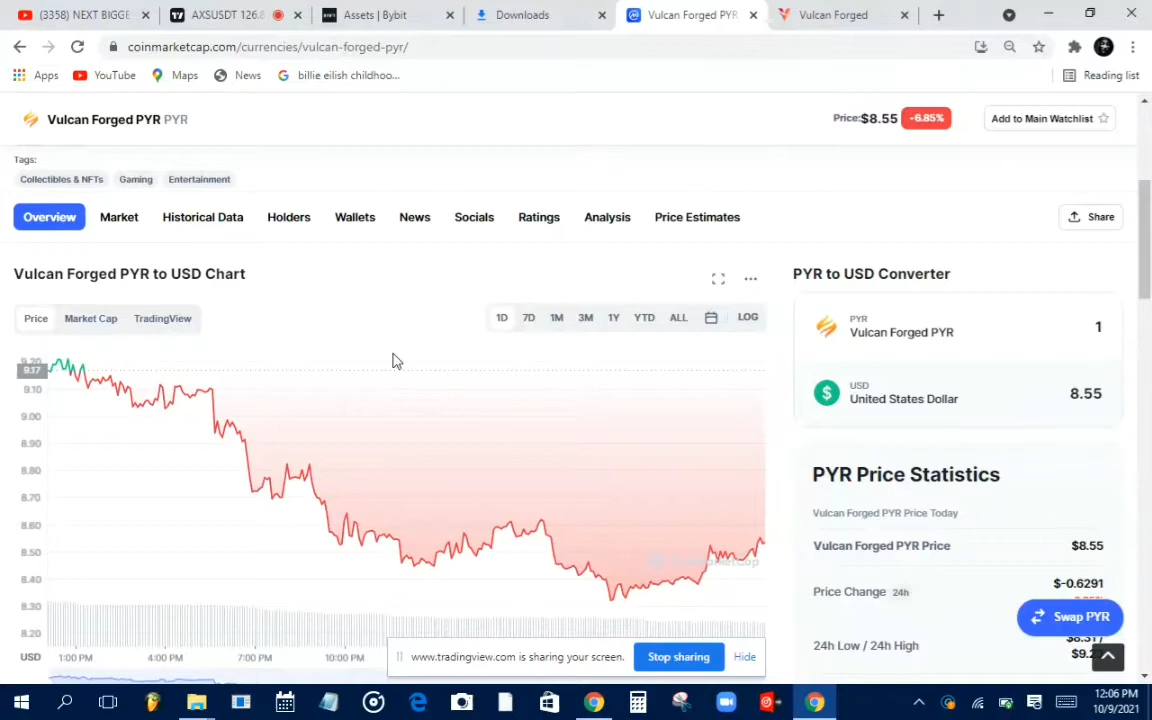 (3358) NEXT BIGGE
AXSUSDT 126.8
Assets | Bybit
Downloads
Vulcan Forged PYR
Vulcan Forged
coinmarketcap.com/currencies/vulcan-forged-pyr/
Apps
YouTube
Maps
News
billie eilish childhoo...
Reading list
Vulcan Forged PYR PYR
Price:$8.55 -6.85%
Add to Main Watchlist
Tags:
Collectibles & NFTs
Gaming
Entertainment
Overview
Market
Historical Data
Holders
Wallets
News
Socials
Ratings
Analysis
Price Estimates
Share
Vulcan Forged PYR to USD Chart
Price
Market Cap
TradingView
1D
7D
1M
3M
1Y
YTD
ALL
LOG
9.20
9.17
9.10
9.00
8.90
8.80
8.70
8.60
8.50
8.40
8.30
8.20
USD
1:00 PM
4:00 PM
7:00 PM
10:00 PM
PYR to USD Converter
PYR
Vulcan Forged PYR
1
USD
United States Dollar
8.55
PYR Price Statistics
Vulcan Forged PYR Price Today
Vulcan Forged PYR Price
$8.55
Price Change 24h
$-0.6291
Swap PYR
24h Low / 24h High
www.tradingview.com is sharing your screen.
Stop sharing
Hide
12:06 PM
10/9/2021